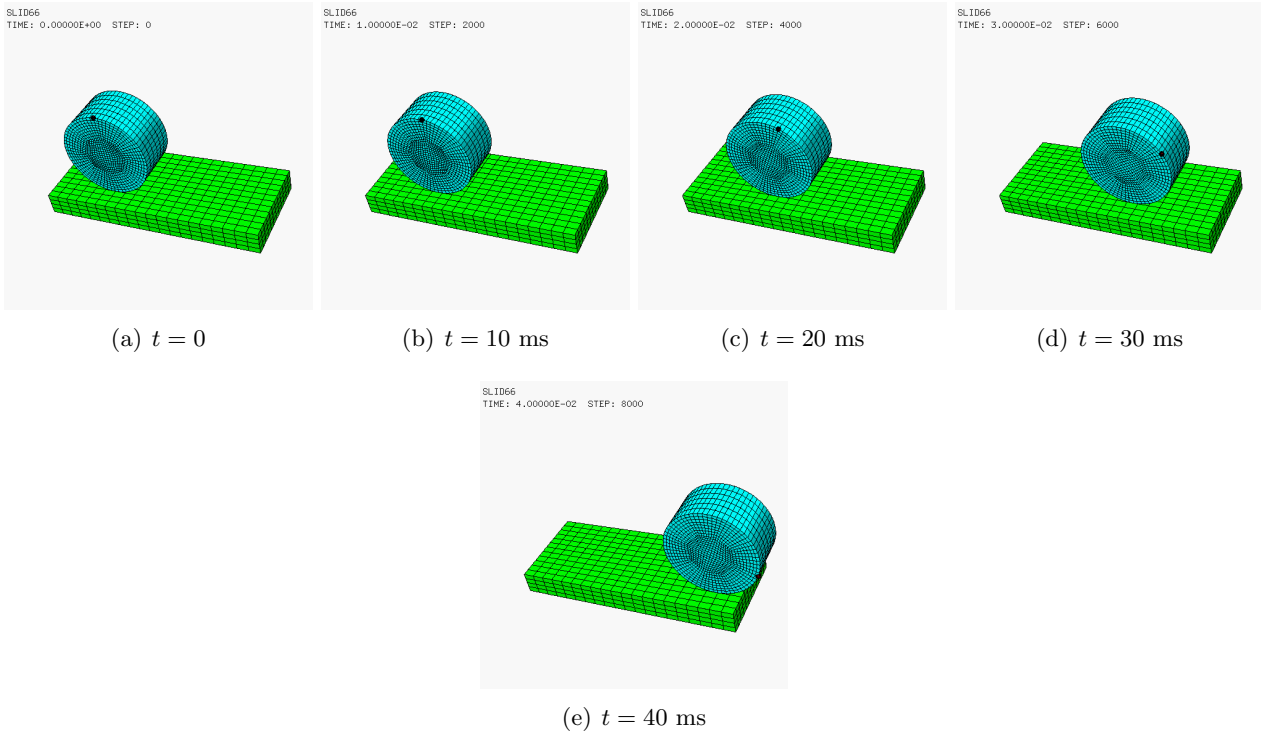 SLID66
TIME: 0.00000E+00 STEP: 0
SLID66
TIME: 1.00000E-02 STEP: 2000
SLID66
TIME: 2.00000E-02 STEP: 4000
SLID66
TIME: 3.00000E-02 STEP: 6000
(a) t = 0
(b) t = 10 ms
(c) t = 20 ms
(d) t = 30 ms
SLID66
TIME: 4.00000E-02 STEP: 8000
(e) t = 40 ms